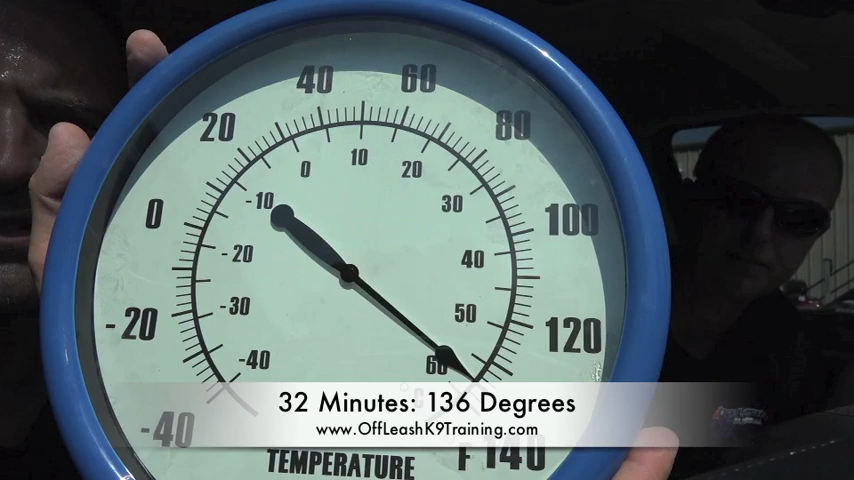 40 60
20 80
0 10 20
-10 30
0 100
-20 40
-20 -30 50 120
-40 60
32 Minutes: 136 Degrees
www.OffLeashK9Training.com
-40 F 140
TEMPERATURE